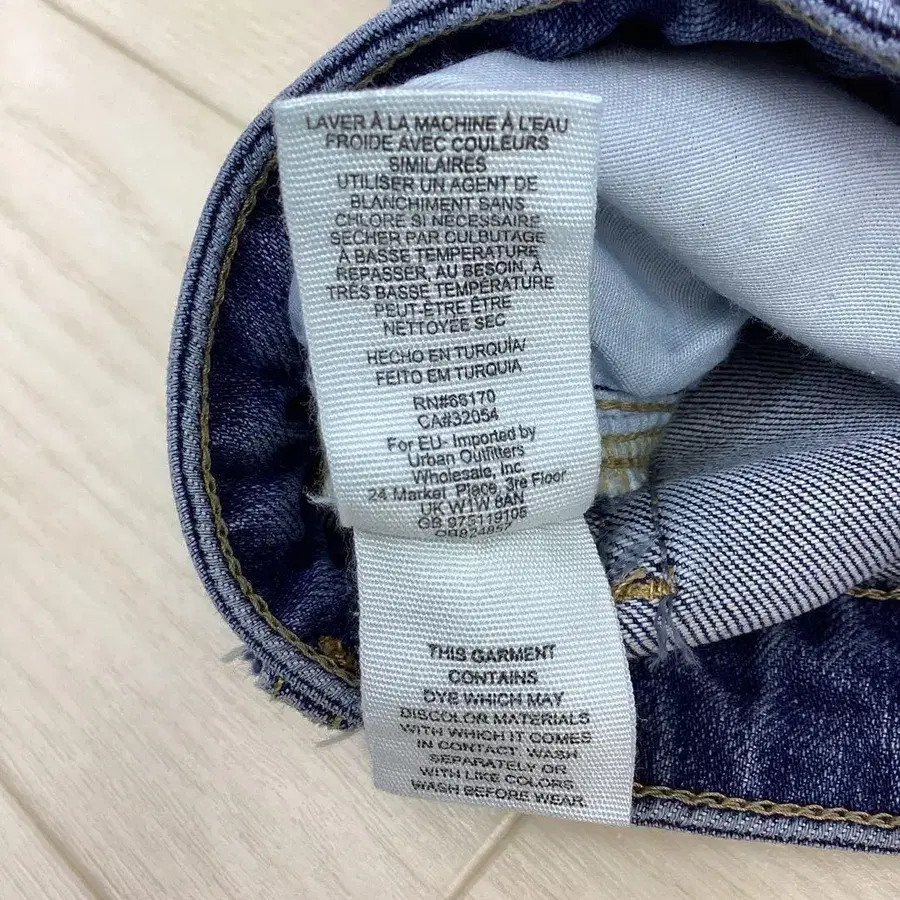 LAVER À LA MACHINE À L'EAU
FROIDE AVEC COULEURS
SIMILAIRES
UTILISER UN AGENT DE
BLANCHIMENT SANS
CHLORE SI NECESSAIRE
SECHER PAR CULBUTAGE
À BASSE TEMPERATURE
REPASSER, AU BESOIN, À
TRÈS BASSE TEMPÉRATURE
PEUT-ÊTRE ÊTRE
NETTOYÉE SEC
HECHO EN TURQUÍA/
FEITO EM TURQUIA
RN#66170
CA#32054
For EU- Imported by
Urban Outfitters
Wholesale, Inc.
24 Market Place, 3re Floor
UK W1W 8AN
GB 975119105
THIS GARMENT
CONTAINS
DYE WHICH MAY
DISCOLOR MATERIALS
WITH WHICH IT COMES
IN CONTACT. WASH
SEPARATELY OR
WITH LIKE COLORS
WASH BEFORE WEAR